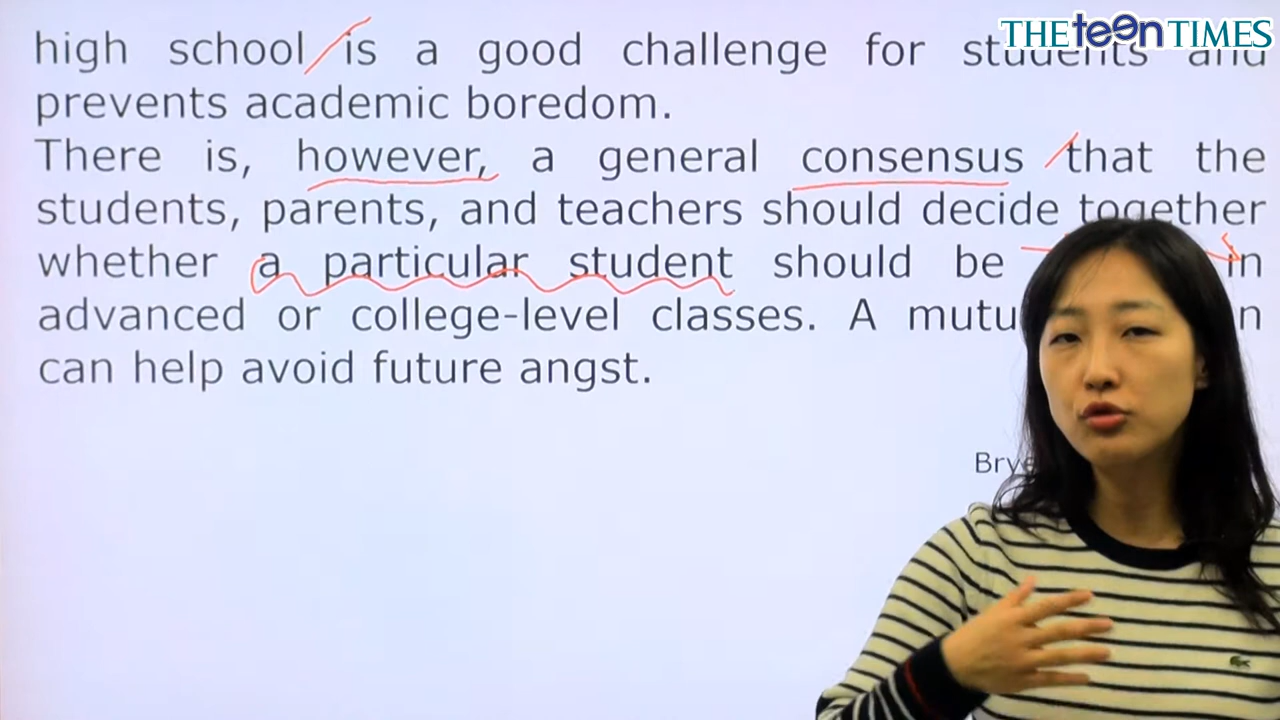 THE teen TIMES
high school is a good challenge for students and
prevents academic boredom.
There is, however, a general consensus that the
students, parents, and teachers should decide together
whether a particular student should be in
advanced or college-level classes. A
can help avoid future angst.